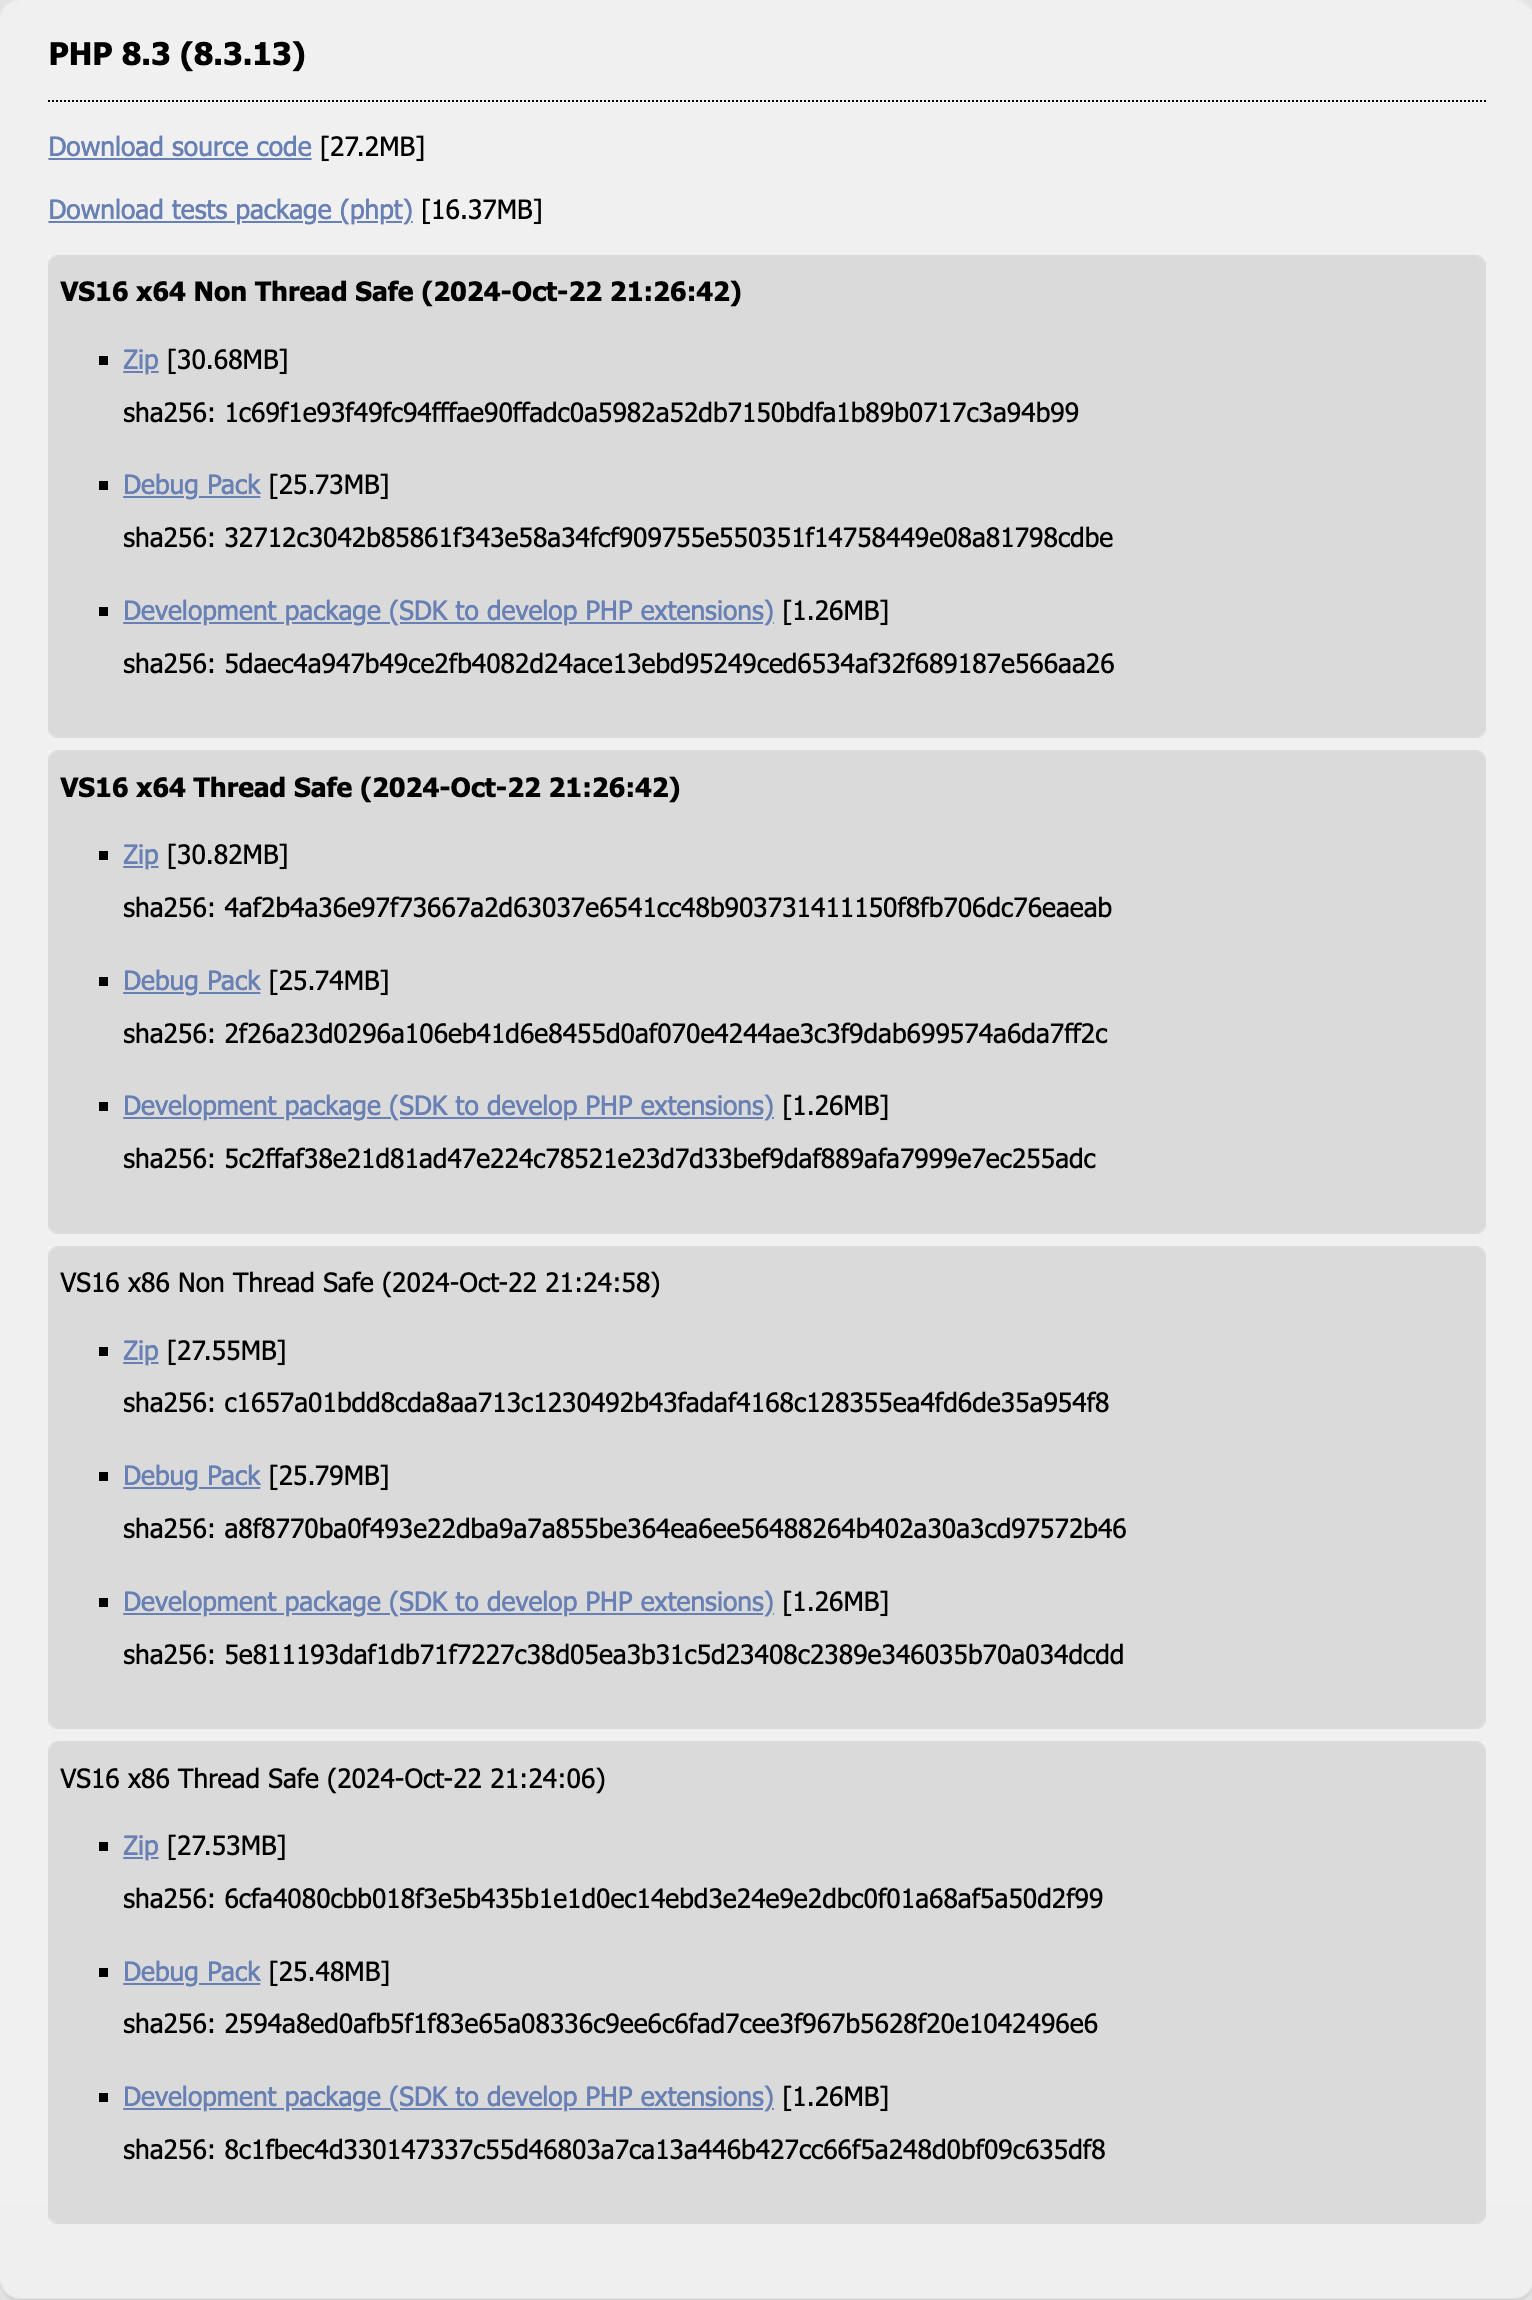 PHP 8.3 (8.3.13)
Download source code [27.2MB]
Download tests package (phpt) [16.37MB]
VS16 x64 Non Thread Safe (2024-Oct-22 21:26:42)
Zip [30.68MB]
sha256: 1c69f1e93f49fc94fffae90ffadc0a5982a52db7150bdfa1b89b0717c3a94b99
Debug Pack [25.73MB]
sha256: 32712c3042b85861f343e58a34fcf909755e550351f14758449e08a81798cdbe
Development package (SDK to develop PHP extensions) [1.26MB]
sha256: 5daec4a947b49ce2fb4082d24ace13ebd95249ced6534af32f689187e566aa26
VS16 x64 Thread Safe (2024-Oct-22 21:26:42)
Zip [30.82MB]
sha256: 4af2b4a36e97f73667a2d63037e6541cc48b903731411150f8fb706dc76eaeab
Debug Pack [25.74MB]
sha256: 2f26a23d0296a106eb41d6e8455d0af070e4244ae3c3f9dab699574a6da7ff2c
Development package (SDK to develop PHP extensions) [1.26MB]
sha256: 5c2ffaf38e21d81ad47e224c78521e23d7d33bef9daf889afa7999e7ec255adc
VS16 x86 Non Thread Safe (2024-Oct-22 21:24:58)
Zip [27.55MB]
sha256: c1657a01bdd8cda8aa713c1230492b43fadaf4168c128355ea4fd6de35a954f8
Debug Pack [25.79MB]
sha256: a8f8770ba0f493e22dba9a7a855be364ea6ee56488264b402a30a3cd97572b46
Development package (SDK to develop PHP extensions) [1.26MB]
sha256: 5e811193daf1db71f7227c38d05ea3b31c5d23408c2389e346035b70a034dcdd
VS16 x86 Thread Safe (2024-Oct-22 21:24:06)
Zip [27.53MB]
sha256: 6cfa4080cbb018f3e5b435b1e1d0ec14ebd3e24e9e2dbc0f01a68af5a50d2f99
Debug Pack [25.48MB]
sha256: 2594a8ed0afb5f1f83e65a08336c9ee6c6fad7cee3f967b5628f20e1042496e6
Development package (SDK to develop PHP extensions) [1.26MB]
sha256: 8c1fbec4d330147337c55d46803a7ca13a446b427cc66f5a248d0bf09c635df8